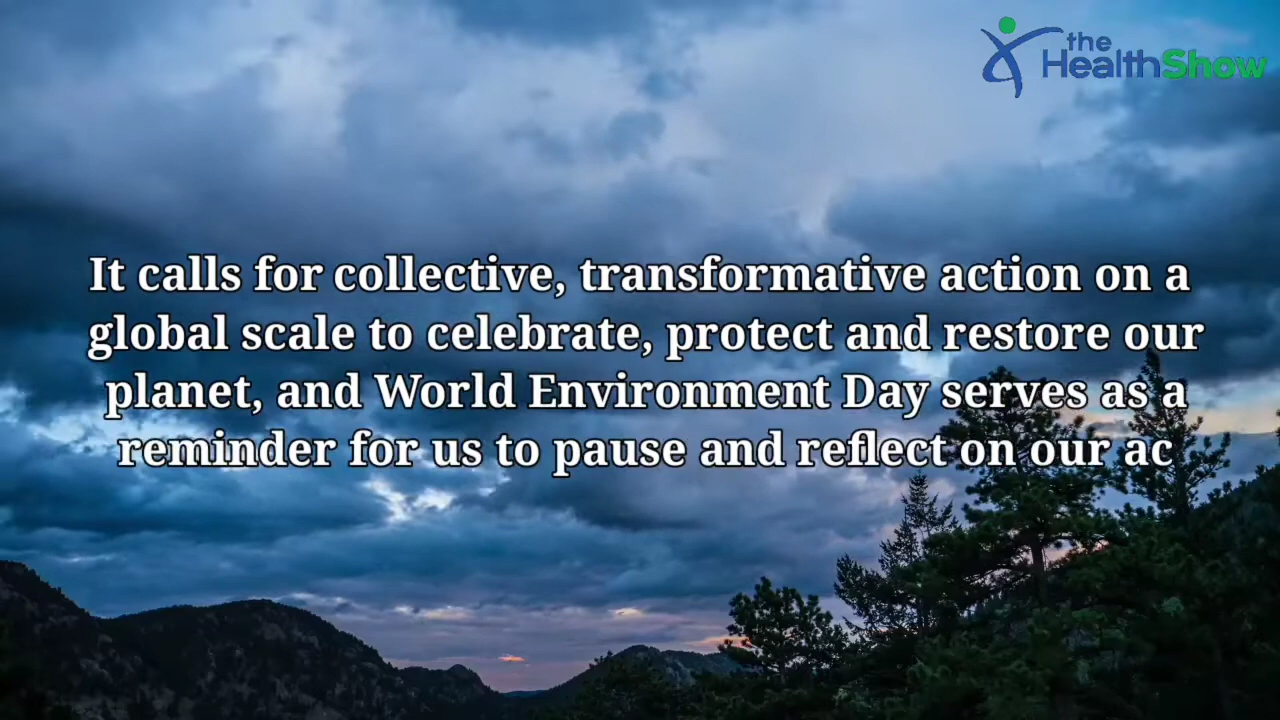 the
HealthShow
It calls for collective, transformative action on a
global scale to celebrate, protect and restore our
planet, and World Environment Day serves as a
reminder for us to pause and reflect on our ac